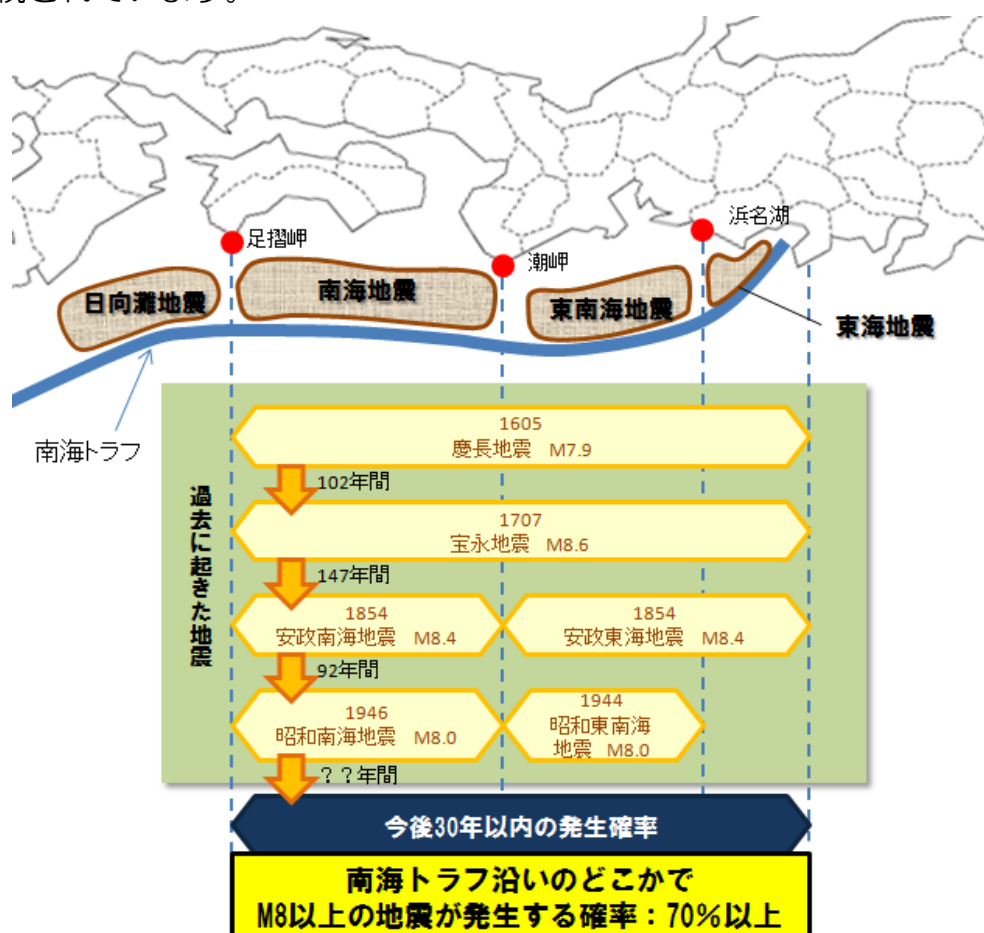 足摺岬
潮岬
浜名湖
日向灘地震
南海地震
東南海地震
東海地震
南海トラフ
過去に起きた地震
1605
慶長地震 M7.9
102年間
1707
宝永地震 M8.6
147年間
1854
安政南海地震 M8.4
1854
安政東海地震 M8.4
92年間
1946
昭和南海地震 M8.0
1944
昭和東南海
地震 M8.0
??年間
今後30年以内の発生確率
南海トラフ沿いのどこかで
M8以上の地震が発生する確率:70%以上